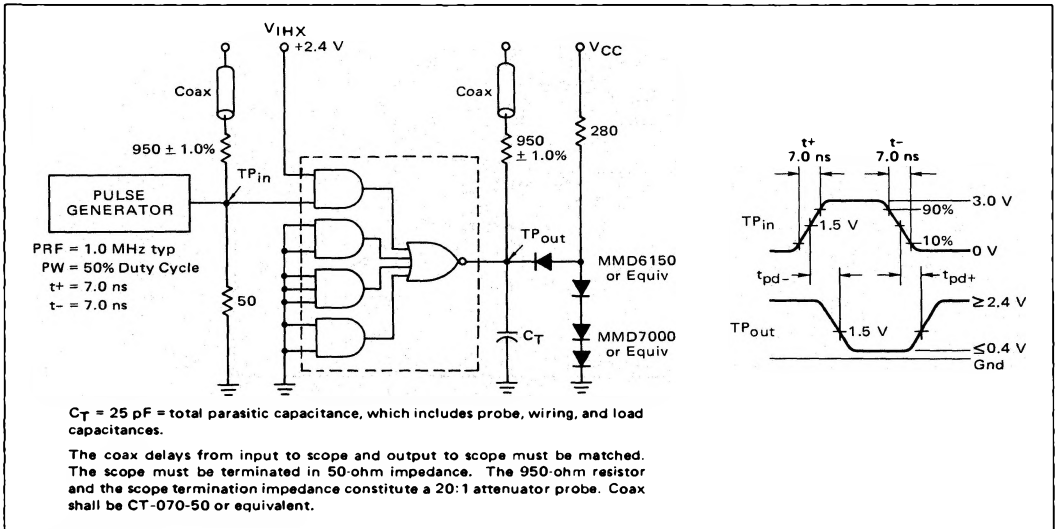 VIHX
+2.4 V
VCC
Coax
Coax
280
950 ± 1.0%
950
± 1.0%
PULSE
GENERATOR
TPin
TPout
PRF = 1.0 MHz typ
PW = 50% Duty Cycle
t+ = 7.0 ns
t− = 7.0 ns
50
MMD6150
or Equiv
CT
MMD7000
or Equiv
t+
7.0 ns
t−
7.0 ns
3.0 V
90%
TPin
1.5 V
10%
0 V
tpd−
tpd+
≥2.4 V
TPout
1.5 V
≤0.4 V
Gnd
CT = 25 pF = total parasitic capacitance, which includes probe, wiring, and load
capacitances.
The coax delays from input to scope and output to scope must be matched.
The scope must be terminated in 50-ohm impedance. The 950-ohm resistor
and the scope termination impedance constitute a 20:1 attenuator probe. Coax
shall be CT-070-50 or equivalent.